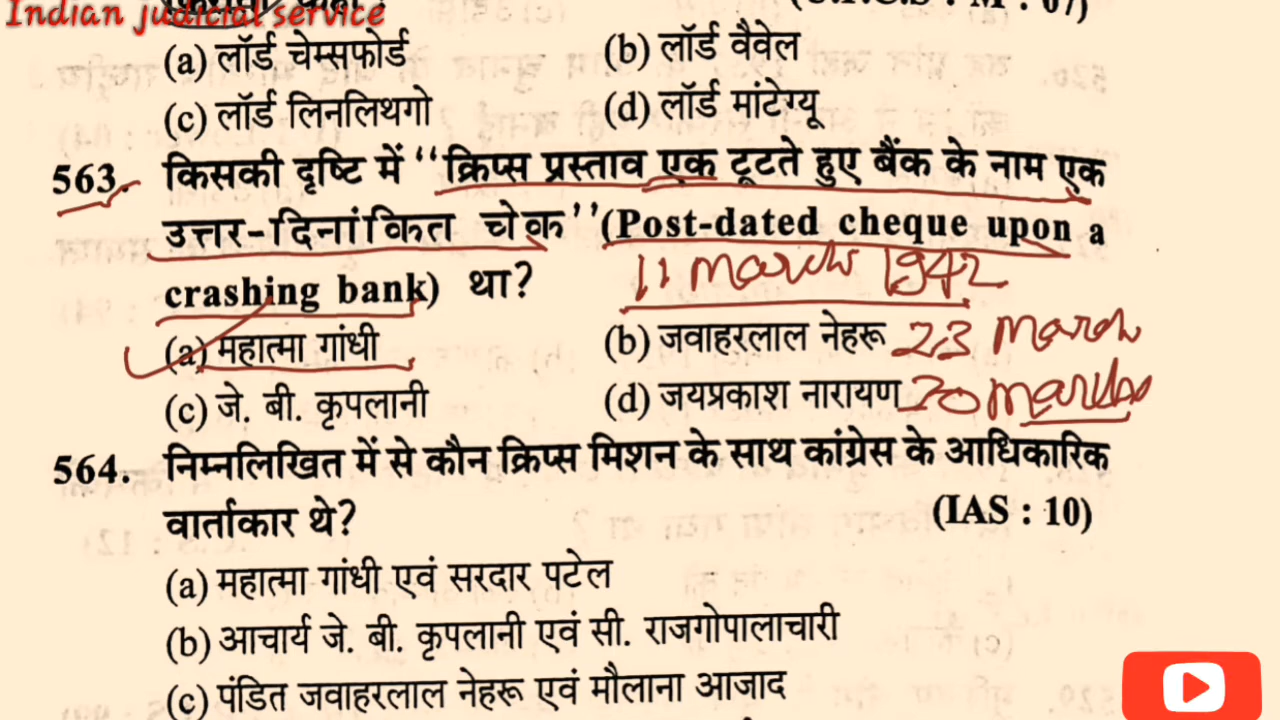 Indian judicial service
(a) लॉर्ड चेम्सफोर्ड (b) लॉर्ड वैवेल
(c) लॉर्ड लिनलिथगो (d) लॉर्ड मांटेग्यू
563. किसकी दृष्टि में ‘‘क्रिप्स प्रस्ताव एक टूटते हुए बैंक के नाम एक
उत्तर-दिनांकित चेक’’ (Post-dated cheque upon a
crashing bank) था?
11 march 1942
(a) महात्मा गांधी (b) जवाहरलाल नेहरू 23 march
(c) जे. बी. कृपलानी (d) जयप्रकाश नारायण
564. निम्नलिखित में से कौन क्रिप्स मिशन के साथ कांग्रेस के आधिकारिक
वार्ताकार थे? (IAS : 10)
(a) महात्मा गांधी एवं सरदार पटेल
(b) आचार्य जे. बी. कृपलानी एवं सी. राजगोपालाचारी
(c) पंडित जवाहरलाल नेहरू एवं मौलाना आजाद